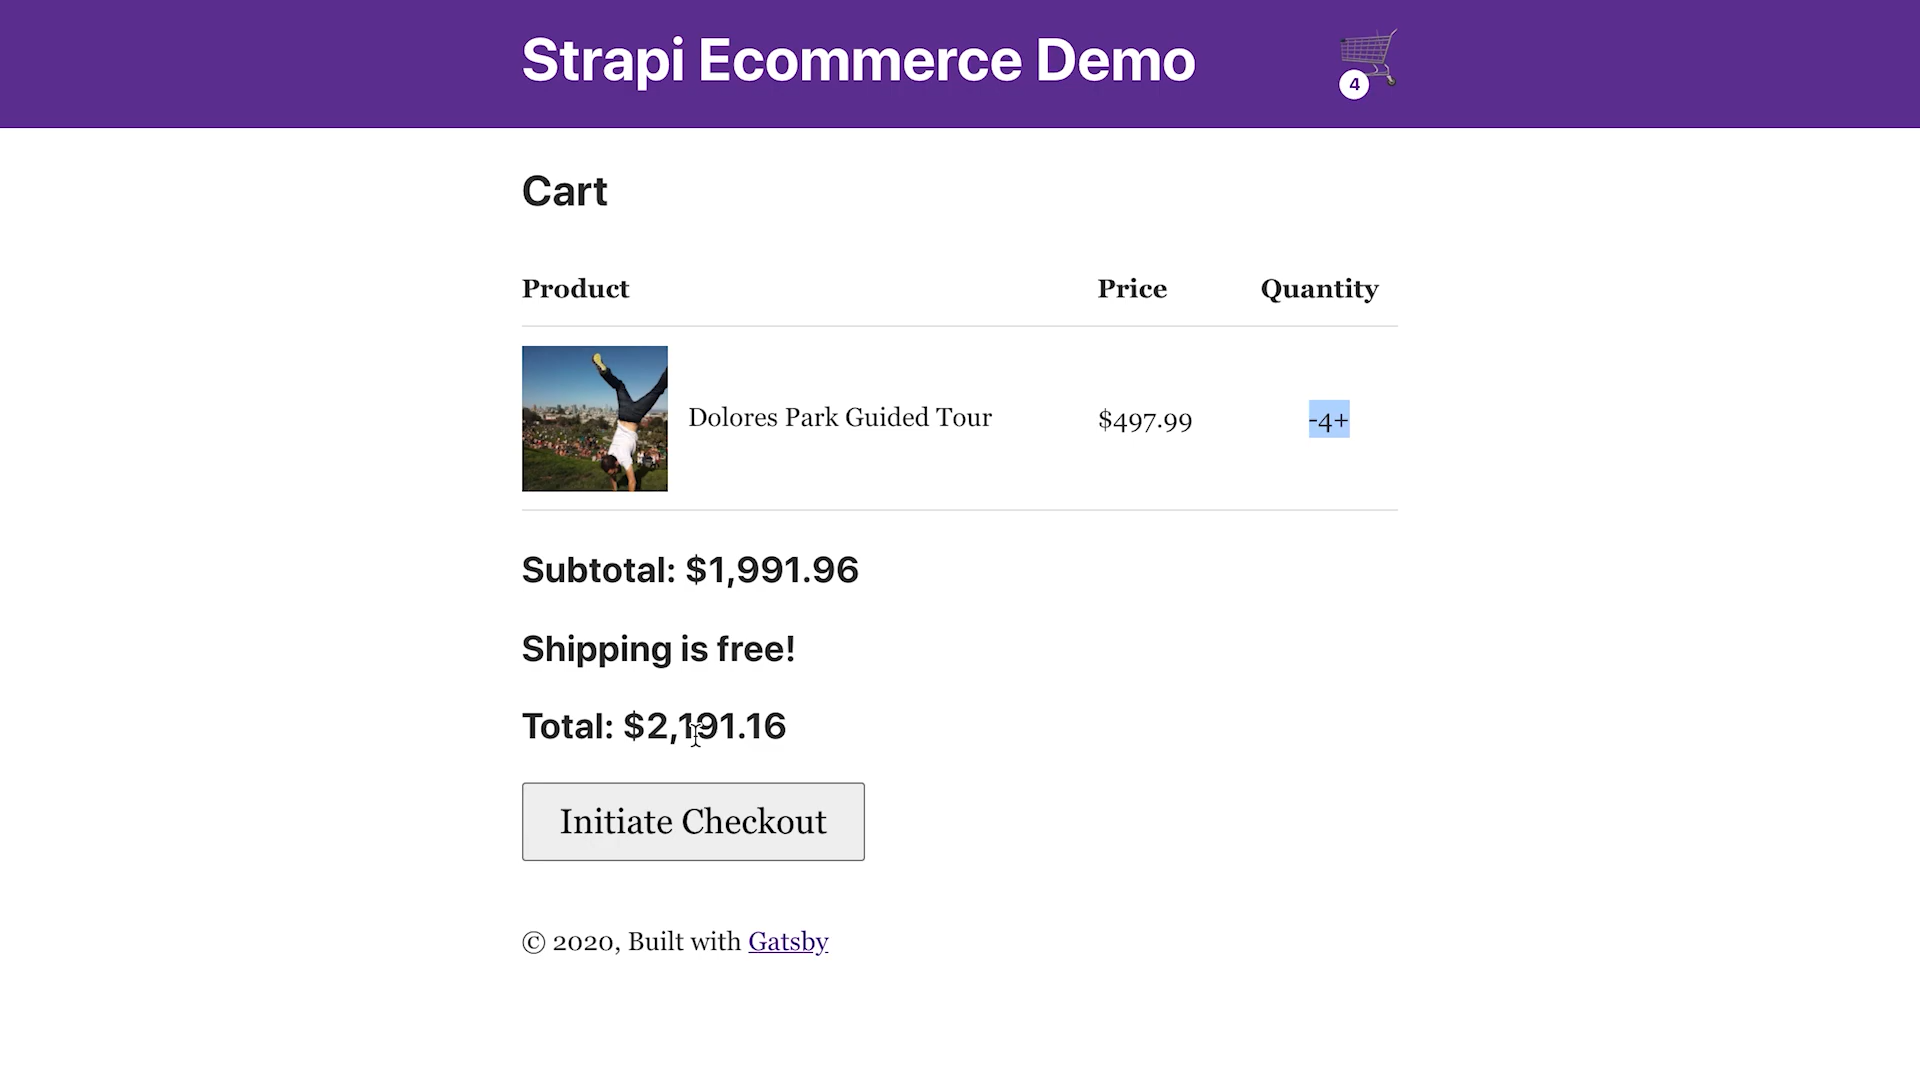 Strapi Ecommerce Demo
4
Cart
Product Price Quantity
Dolores Park Guided Tour $497.99 -4+
Subtotal: $1,991.96
Shipping is free!
Total: $2,191.16
Initiate Checkout
© 2020, Built with Gatsby